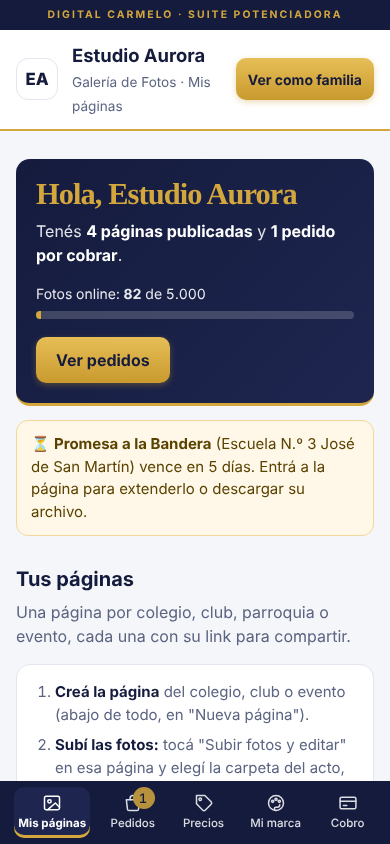 DIGITAL CARMELO · SUITE POTENCIADORA
EA
Estudio Aurora
Galería de Fotos · Mis
páginas
Ver como familia
Hola, Estudio Aurora
Tenés 4 páginas publicadas y 1 pedido
por cobrar.
Fotos online: 82 de 5.000
Ver pedidos
⏳ Promesa a la Bandera (Escuela N.º 3 José
de San Martín) vence en 5 días. Entrá a la
página para extenderlo o descargar su
archivo.
Tus páginas
Una página por colegio, club, parroquia o
evento, cada una con su link para compartir.
1. Creá la página del colegio, club o evento
(abajo de todo, en "Nueva página").
2. Subí las fotos: tocá "Subir fotos y editar"
en esa página y elegí la carpeta del acto,
1
Mis páginas
Pedidos
Precios
Mi marca
Cobro